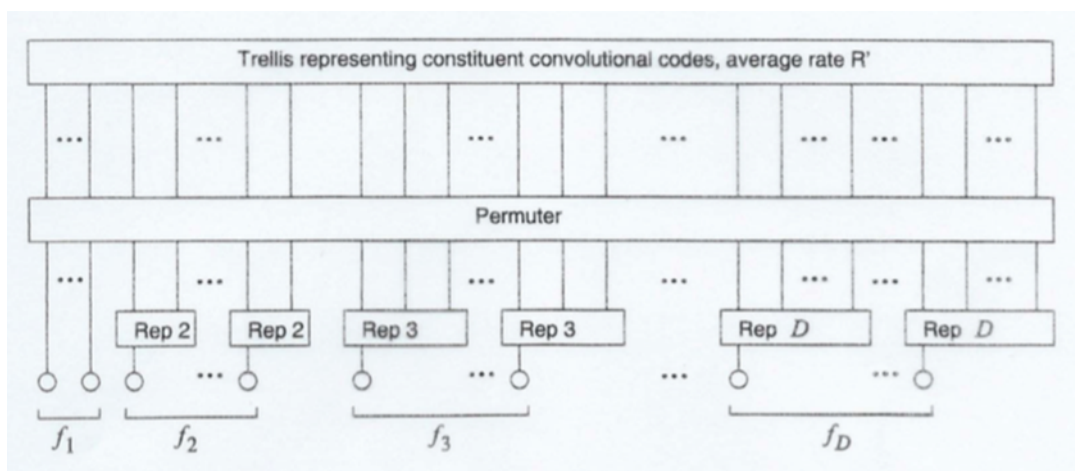 Trellis representing constituent convolutional codes, average rate R'
... ... ... ... ... ... ...
Permuter
... ... ... ... ... ... ...
Rep 2 Rep 2 Rep 3 Rep 3 Rep D Rep D
... ... ... ...
f1 f2 f3 fD